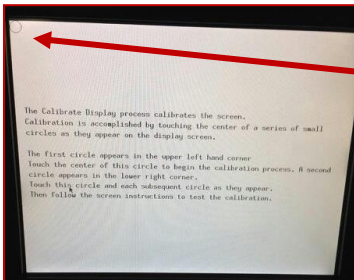 The Calibrate Display process calibrates the screen.
Calibration is accomplished by touching the center of a series of small
circles as they appear on the display screen.
The first circle appears in the upper left hand corner
Touch the center of this circle to begin the calibration process. A second
circle appears in the lower right corner.
Touch this circle and each subsequent circle as they appear.
Then follow the screen instructions to test the calibration.